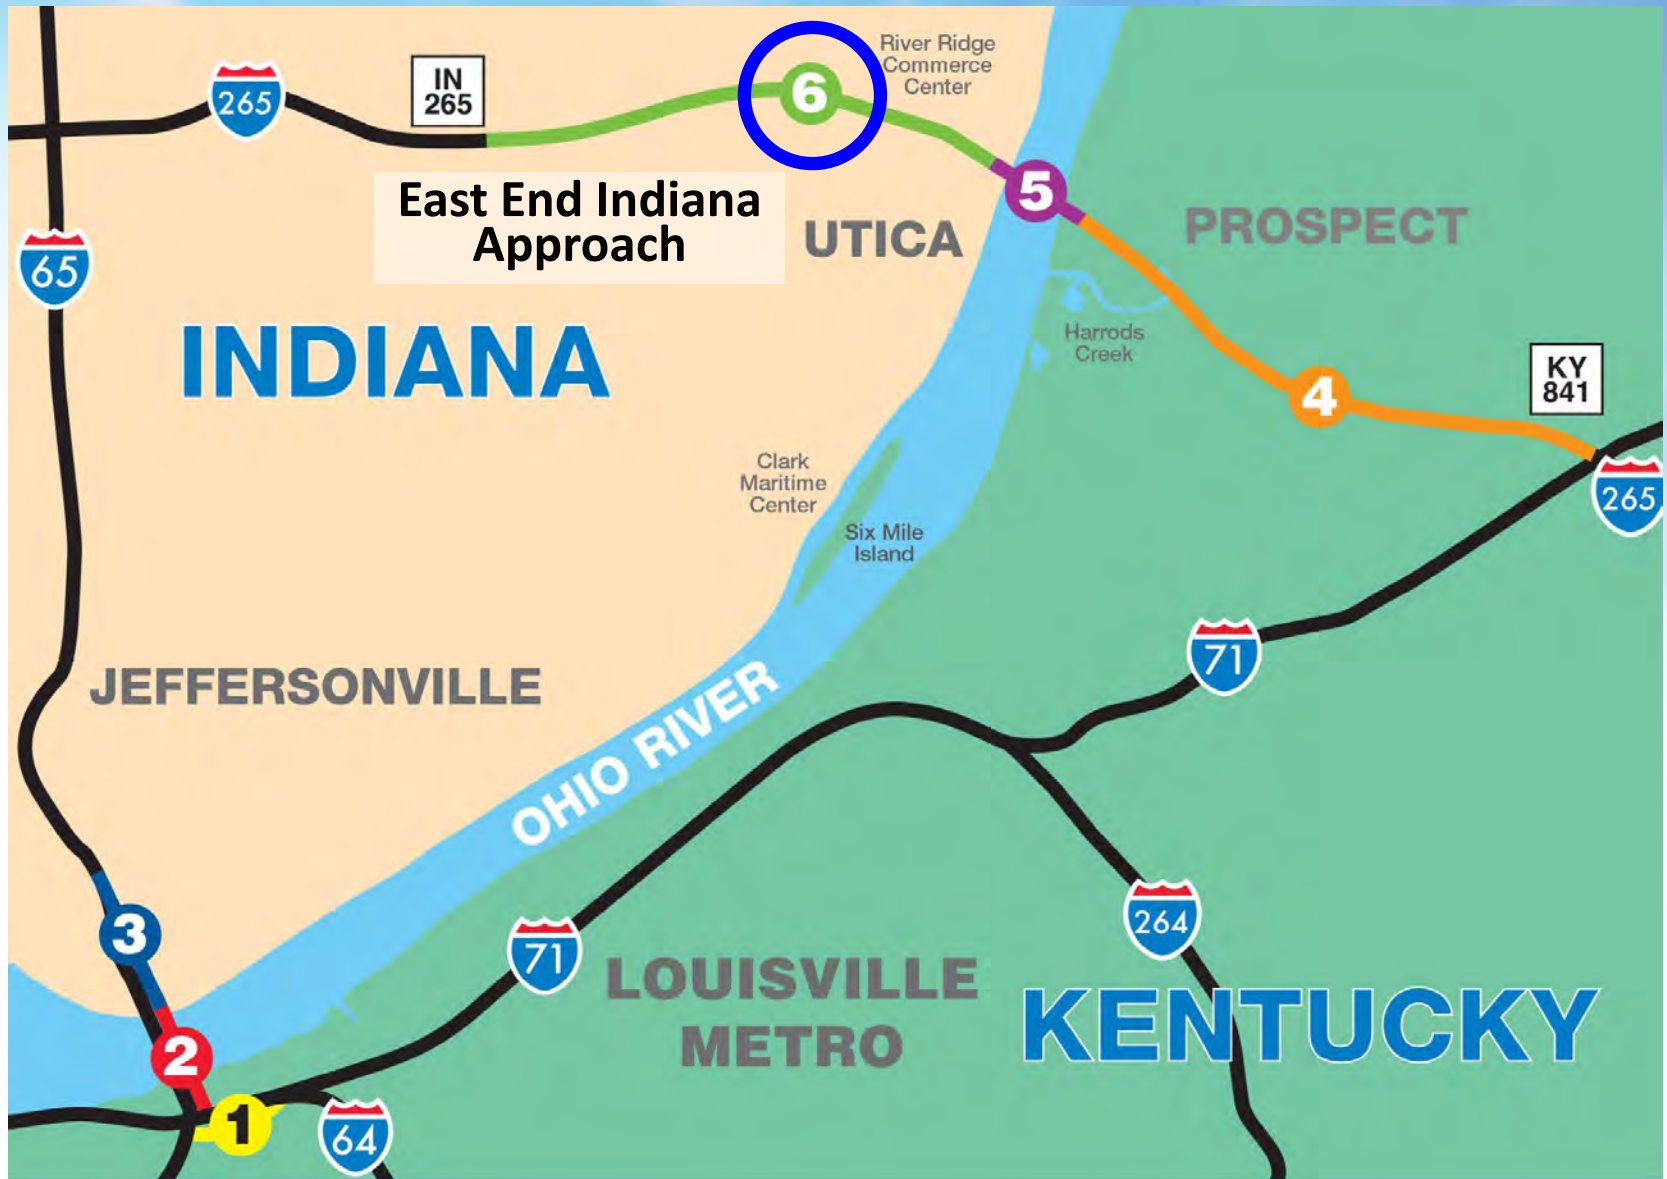 River Ridge
Commerce
Center
6
IN
265
265
5
East End Indiana
Approach
UTICA
PROSPECT
65
INDIANA
Harrods
Creek
KY
841
4
265
Clark
Maritime
Center
Six Mile
Island
71
JEFFERSONVILLE
OHIO RIVER
3
264
71
LOUISVILLE
METRO
KENTUCKY
2
1
64